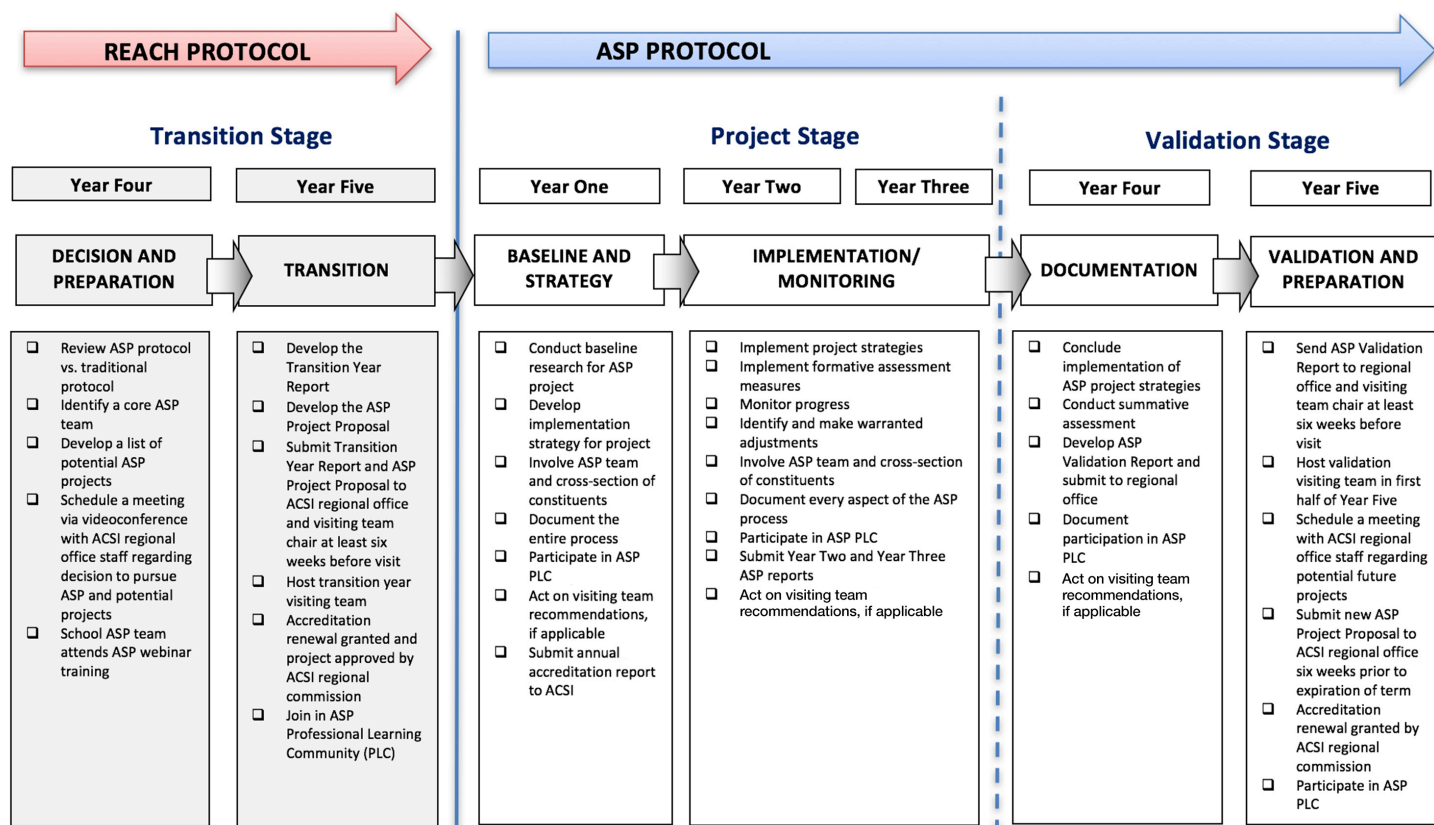 REACH PROTOCOL
ASP PROTOCOL
Transition Stage
Project Stage
Validation Stage
Year Four
Year Five
Year One
Year Two
Year Three
Year Four
Year Five
DECISION AND
PREPARATION
TRANSITION
BASELINE AND
STRATEGY
IMPLEMENTATION/
MONITORING
DOCUMENTATION
VALIDATION AND
PREPARATION
❑ Review ASP protocol
vs. traditional
protocol
❑ Identify a core ASP
team
❑ Develop a list of
potential ASP
projects
❑ Schedule a meeting
via videoconference
with ACSI regional
office staff regarding
decision to pursue
ASP and potential
projects
❑ School ASP team
attends ASP webinar
training
❑ Develop the
Transition Year
Report
❑ Develop the ASP
Project Proposal
❑ Submit Transition
Year Report and ASP
Project Proposal to
ACSI regional office
and visiting team
chair at least six
weeks before visit
❑ Host transition year
visiting team
❑ Accreditation
renewal granted and
project approved by
ACSI regional
commission
❑ Join in ASP
Professional Learning
Community (PLC)
❑ Conduct baseline
research for ASP
project
❑ Develop
implementation
strategy for project
❑ Involve ASP team
and cross-section of
constituents
❑ Document the
entire process
❑ Participate in ASP
PLC
❑ Act on visiting team
recommendations,
if applicable
❑ Submit annual
accreditation report
to ACSI
❑ Implement project strategies
❑ Implement formative assessment
measures
❑ Monitor progress
❑ Identify and make warranted
adjustments
❑ Involve ASP team and cross-section
of constituents
❑ Document every aspect of the ASP
process
❑ Participate in ASP PLC
❑ Submit Year Two and Year Three
ASP reports
❑ Act on visiting team
recommendations, if applicable
❑ Conclude
implementation of
ASP project strategies
❑ Conduct summative
assessment
❑ Develop ASP
Validation Report and
submit to regional
office
❑ Document
participation in ASP
PLC
❑ Act on visiting team
recommendations,
if applicable
❑ Send ASP Validation
Report to regional
office and visiting
team chair at least
six weeks before
visit
❑ Host validation
visiting team in first
half of Year Five
❑ Schedule a meeting
with ACSI regional
office staff regarding
potential future
projects
❑ Submit new ASP
Project Proposal to
ACSI regional office
six weeks prior to
expiration of term
❑ Accreditation
renewal granted by
ACSI regional
commission
❑ Participate in ASP
PLC